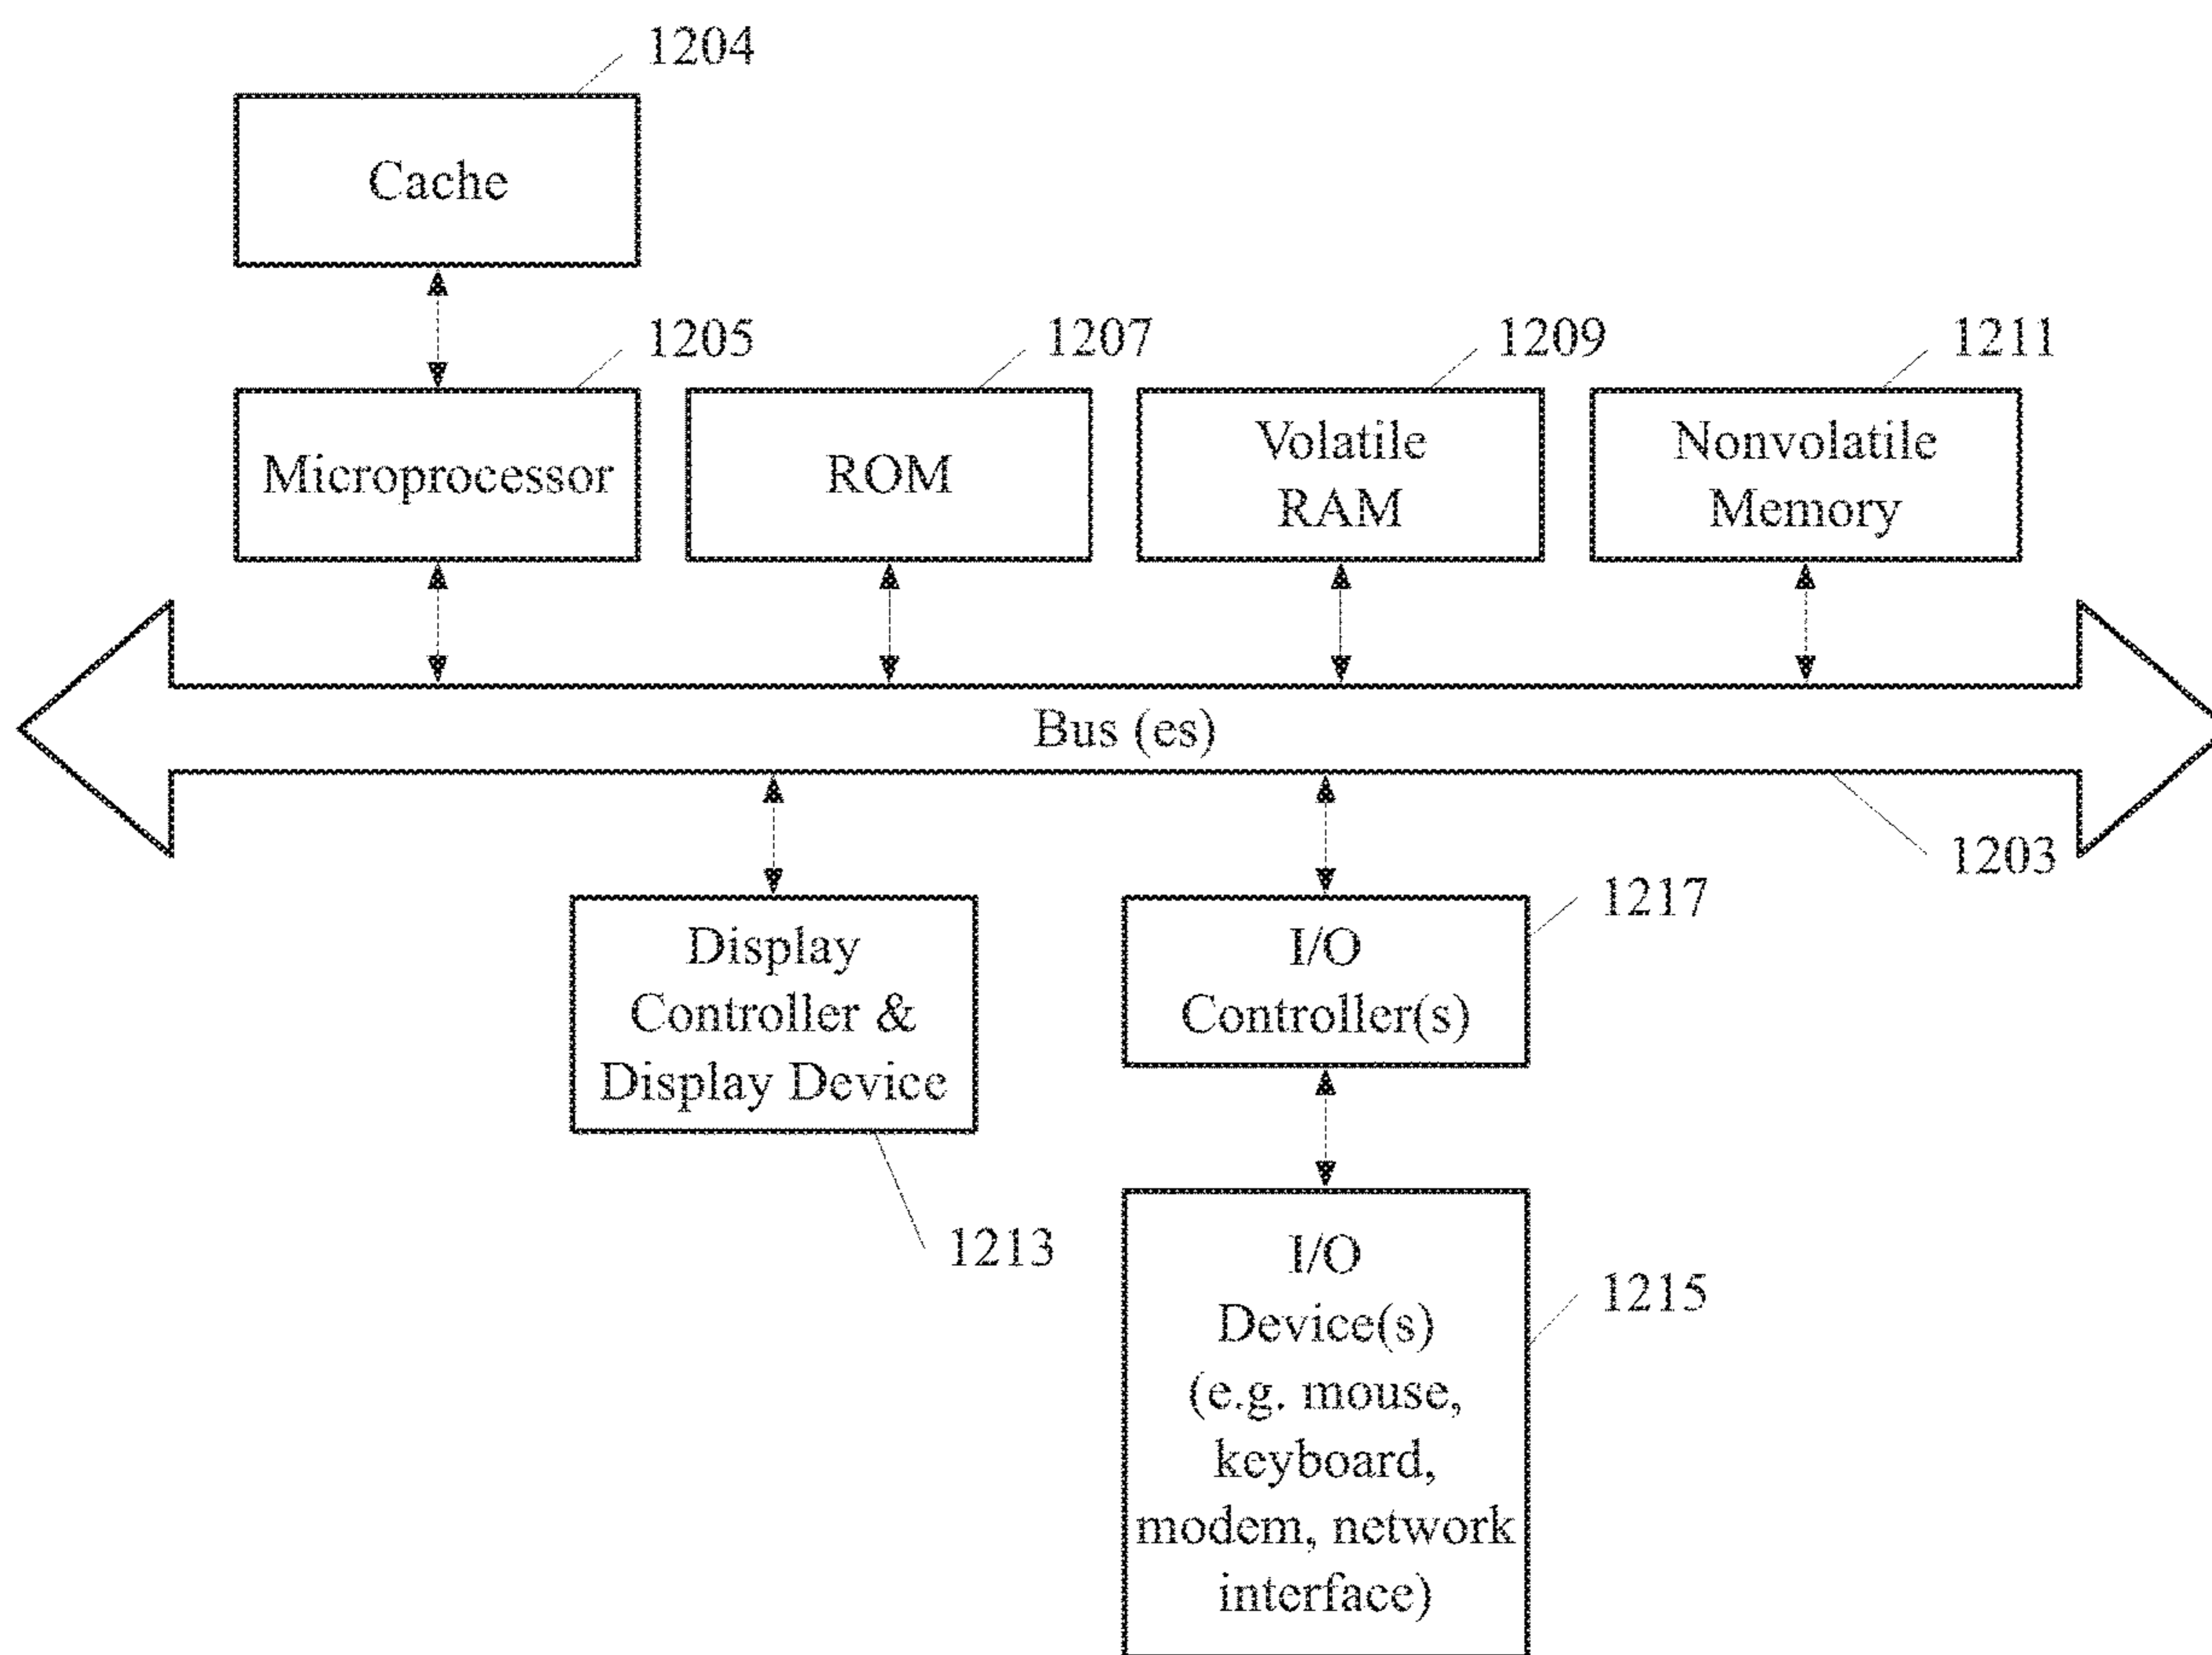 1204
Cache
1205
1207
1209
1211
Microprocessor
ROM
Volatile
RAM
Nonvolatile
Memory
Bus (es)
1203
1217
Display
Controller &
Display Device
I/O
Controller(s)
1213
1215
I/O
Device(s)
(e.g. mouse,
keyboard,
modem, network
interface)